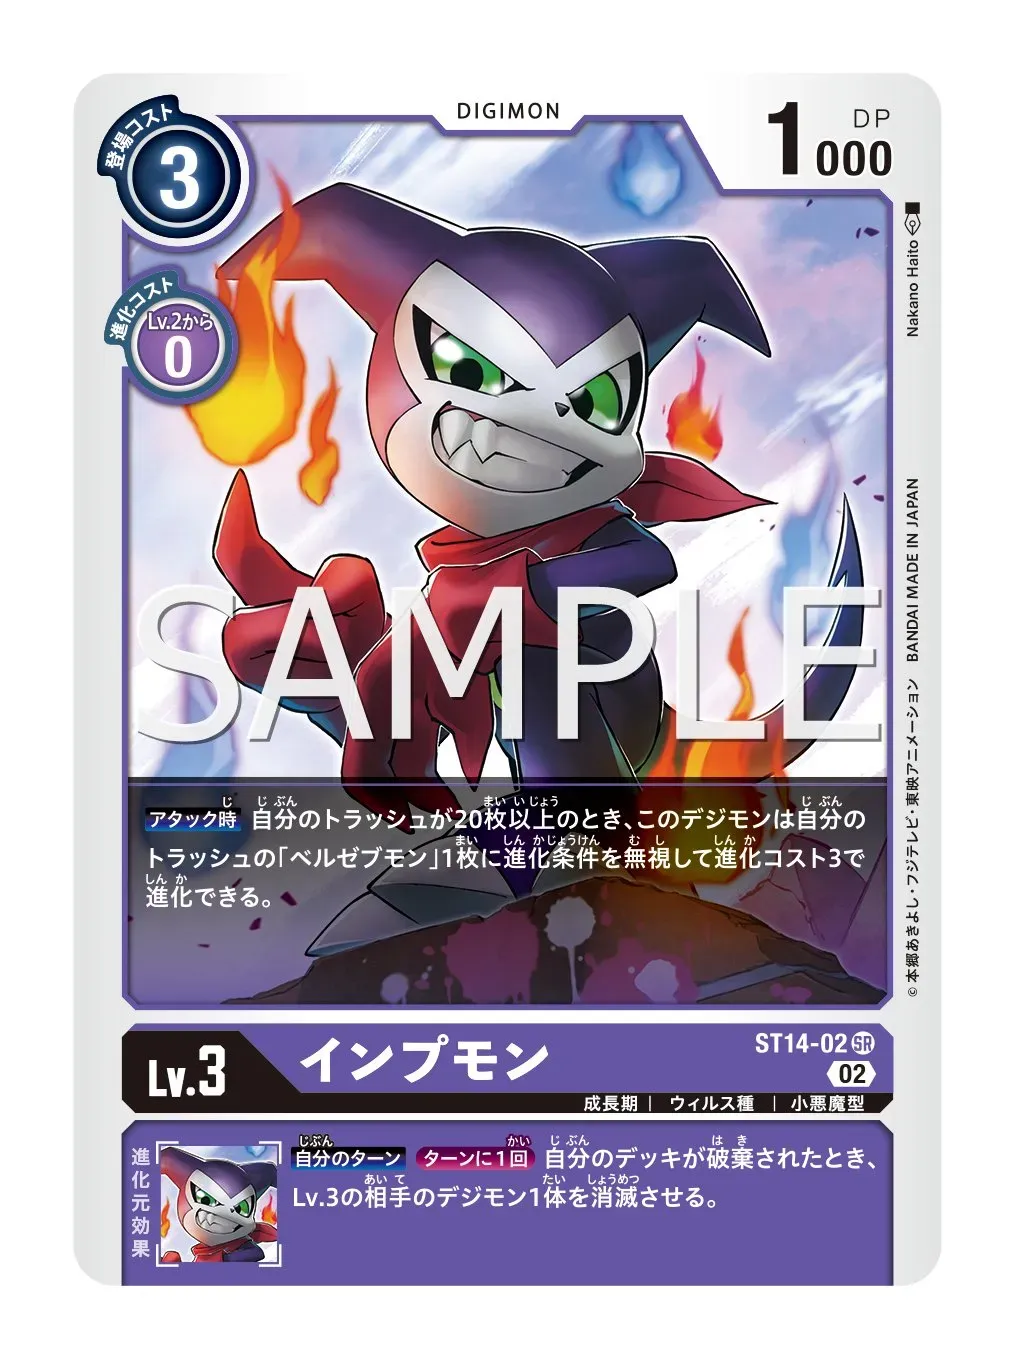 DIGIMON
登場コスト
3
1000
DP
進化コスト
Lv.2から
0
Nakano Haito
BANDAI MADE IN JAPAN
©本郷あきよし・フジテレビ・東映アニメーション
SAMPLE
アタック時 自分のトラッシュが20枚以上のとき、このデジモンは自分の
トラッシュの「ベルゼブモン」1枚に進化条件を無視して進化コスト3で
進化できる。
Lv.3
インプモン
ST14-02 SR
02
成長期 | ウィルス種 | 小悪魔型
進化元効果
自分のターン ターンに1回 自分のデッキが破棄されたとき、
Lv.3の相手のデジモン1体を消滅させる。